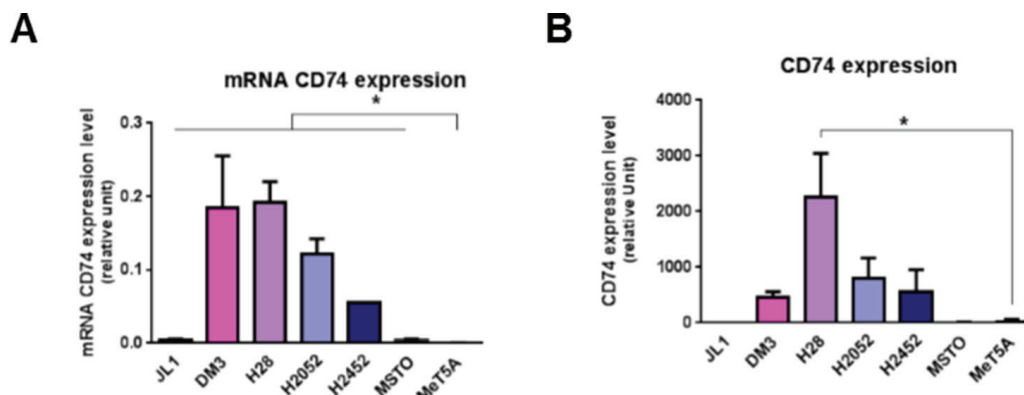 A
mRNA CD74 expression
*
mRNA CD74 expression level
(relative unit)
0.3
0.2
0.1
0.0
JL1
DM3
H28
H2052
H2452
MSTO
MeT5A
B
CD74 expression
*
CD74 expression level
(relative Unit)
4000
3000
2000
1000
0
JL1
DM3
H28
H2052
H2452
MSTO
MeT5A